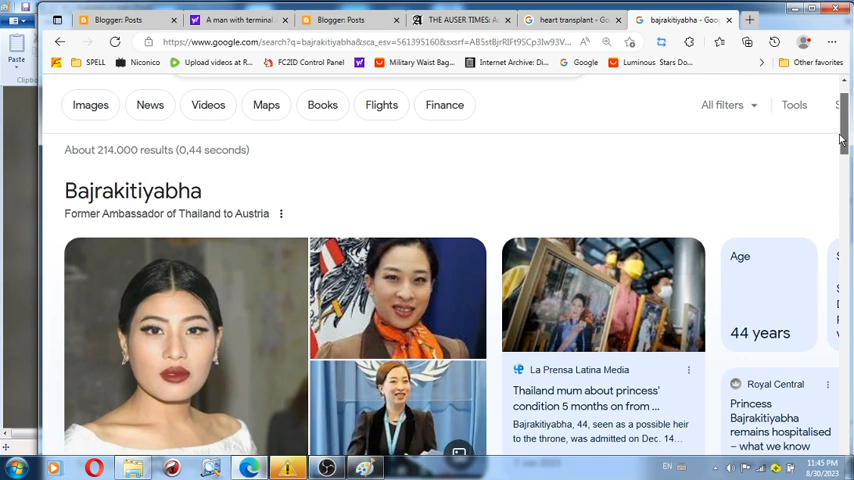 Blogger: Posts
A man with terminal
Blogger: Posts
THE AUSER TIMES: A
heart transplant - Go
bajrakitiyabha - Goo
https://www.google.com/search?q=bajrakitiyabha&sca_esv=561395160&sxsrf=AB5stBjRlFt95Cp3Iw93V...
SPELL
Niconico
Upload videos at R...
FC2ID Control Panel
Military Waist Bag...
Internet Archive: Di...
Google
Luminous Stars Do...
Other favorites
Paste
Clipbo
Images
News
Videos
Maps
Books
Flights
Finance
All filters
Tools
About 214.000 results (0,44 seconds)
Bajrakitiyabha
Former Ambassador of Thailand to Austria
La Prensa Latina Media
Thailand mum about princess'
condition 5 months on from ...
Bajrakitiyabha, 44, seen as a possible heir
to the throne, was admitted on Dec. 14...
Age
44 years
Royal Central
Princess
Bajrakitiyabha
remains hospitalised
– what we know
EN
11:45 PM
8/30/2023